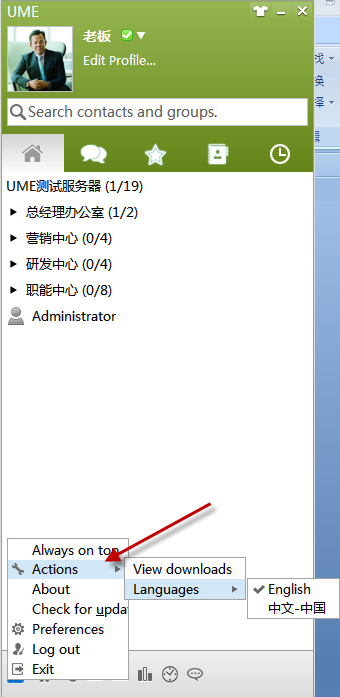 UME
老板
Edit Profile...
Search contacts and groups.
UME测试服务器 (1/19)
总经理办公室 (1/2)
营销中心 (0/4)
研发中心 (0/4)
职能中心 (0/8)
Administrator
Always on top
Actions
View downloads
About
Languages
English
Check for upda
中文-中国
Preferences
Log out
Exit
找
换
择